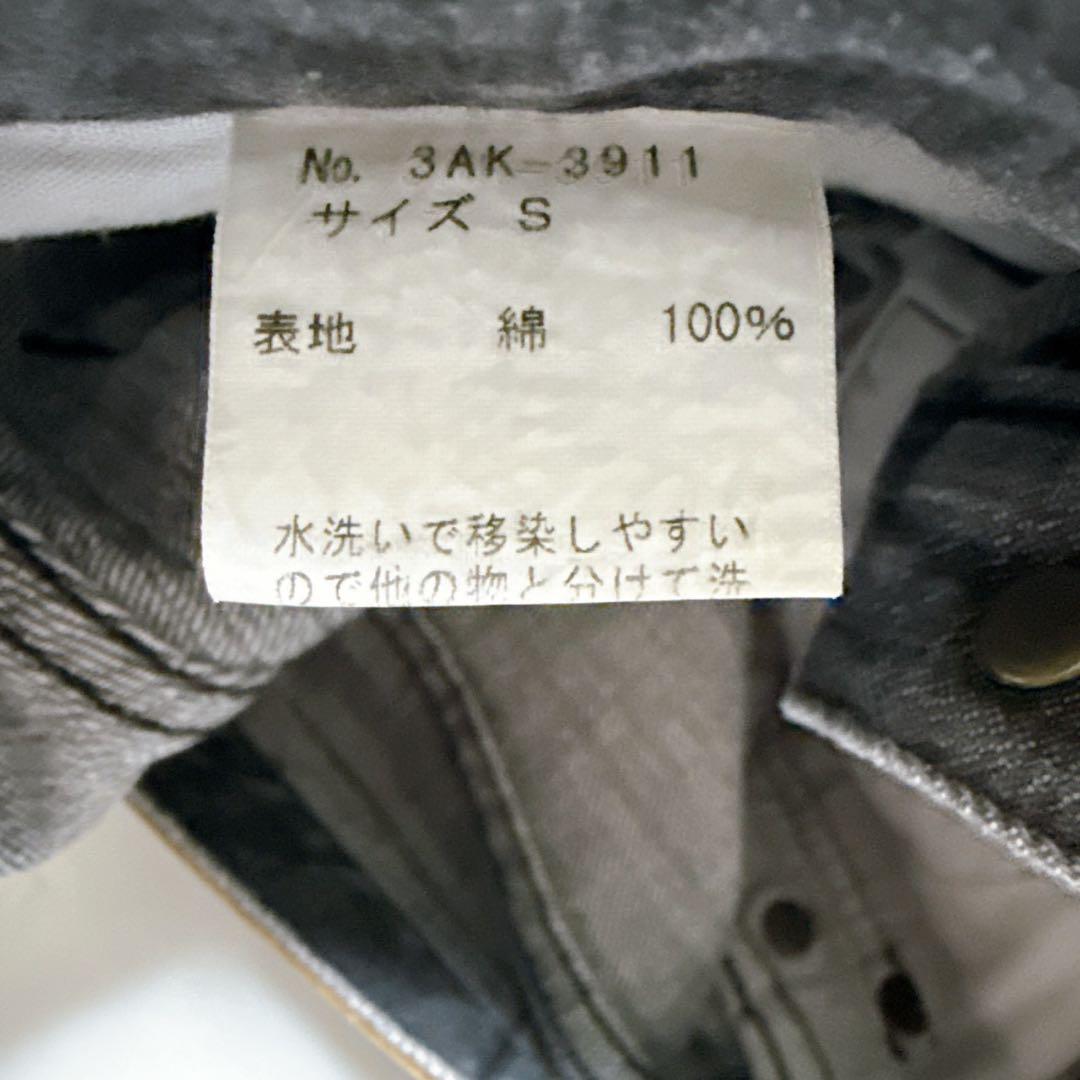 No. 3AK-3911
サイズ S
表地 綿 100%
水洗いで移染しやすい
ので他の物と分けて洗